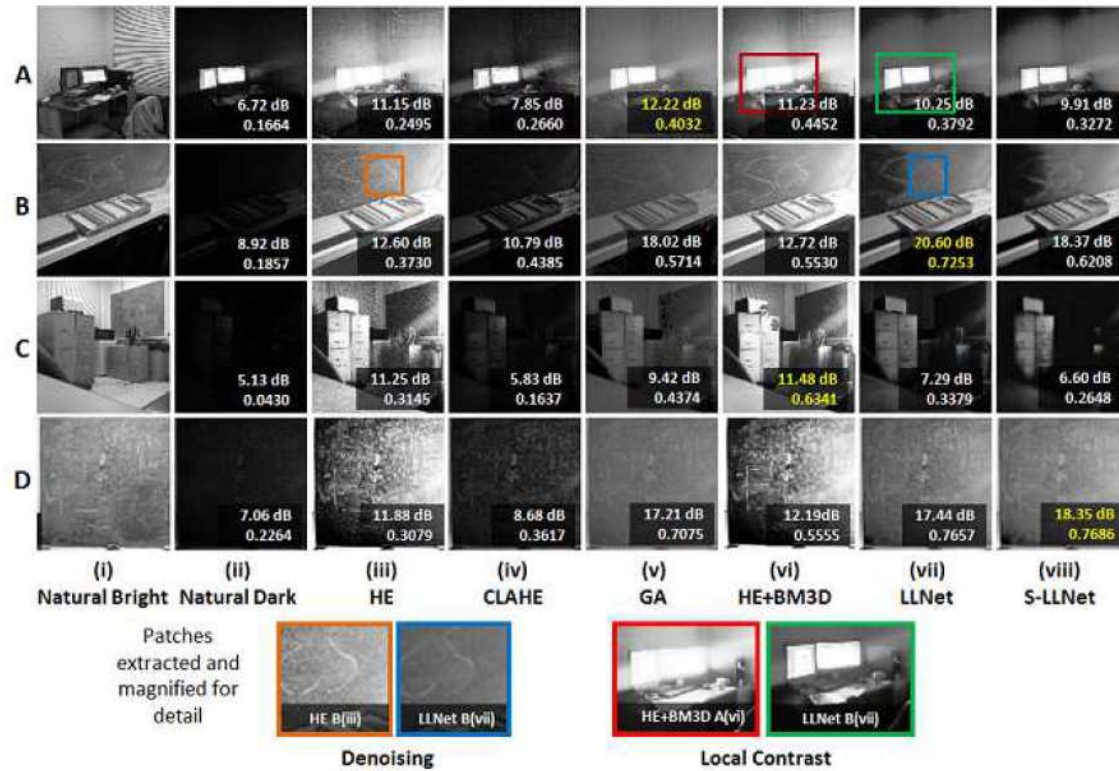 A
6.72 dB
0.1664
11.15 dB
0.2495
7.85 dB
0.2660
12.22 dB
0.4032
11.23 dB
0.4452
10.25 dB
0.3792
9.91 dB
0.3272
B
8.92 dB
0.1857
12.60 dB
0.3730
10.79 dB
0.4385
18.02 dB
0.5714
12.72 dB
0.5530
20.60 dB
0.7253
18.37 dB
0.6208
C
5.13 dB
0.0430
11.25 dB
0.3145
5.83 dB
0.1637
9.42 dB
0.4374
11.48 dB
0.6341
7.29 dB
0.3379
6.60 dB
0.2648
D
7.06 dB
0.2264
11.88 dB
0.3079
8.68 dB
0.3617
17.21 dB
0.7075
12.19 dB
0.5555
17.44 dB
0.7657
18.35 dB
0.7686
(i) (ii) (iii) (iv) (v) (vi) (vii) (viii)
Natural Bright Natural Dark HE CLAHE GA HE+BM3D LLNet S-LLNet
Patches
extracted and
magnified for
detail
HE B(iii)
LLNet B(vii)
HE+BM3D A(vi)
LLNet B(vii)
Denoising
Local Contrast